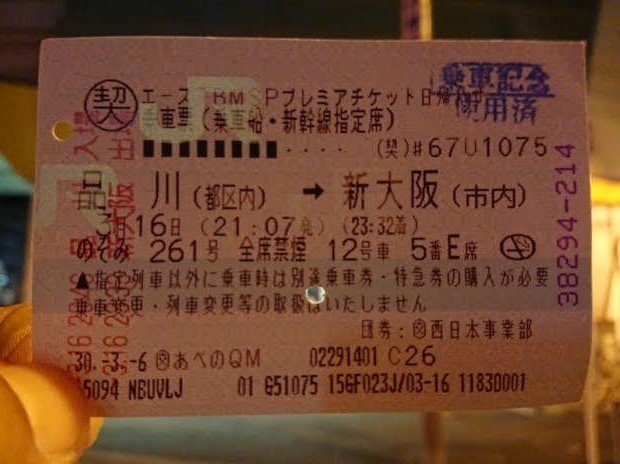 契 エース BMSPプレミアチケット日帰り
乗車票(乗車船・新幹線指定席)
乗車記念
使用済
■■■■■■■■・・・・ (契)#67U1075
品 川(都区内) → 新大阪(市内)
3月16日 (21:07発) (23:32着)
のぞみ 261号 全席禁煙 12号車 5番E席
▲指定列車以外に乗車時は別途乗車券・特急券の購入が必要
乗車変更・列車変更等の取扱はいたしません
団券:㋥西日本事業部
30.-3.-6 あべのQM 02291401 C26
15094 NBUVLJ 01 G51075 15GF023J/03-16 11830001
38294-214
新大阪